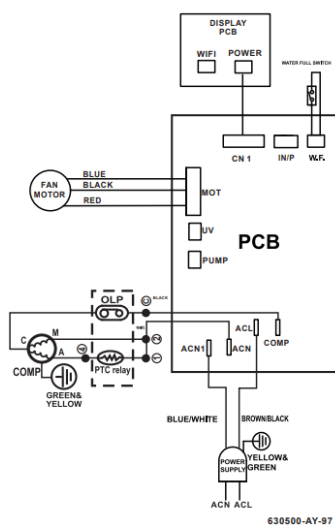 DISPLAY
PCB
WIFI
POWER
WATER FULL SWITCH
CN 1
IN/P
W.F.
BLUE
BLACK
RED
FAN
MOTOR
MOT
UV
PUMP
PCB
OLP
BLACK
ACL
COMP
ACN1
ACN
C
M
A
COMP
PTC relay
GREEN&
YELLOW
BLUE/WHITE
BROWN/BLACK
YELLOW&
GREEN
POWER
SUPPLY
ACN
ACL
630500-AY-97